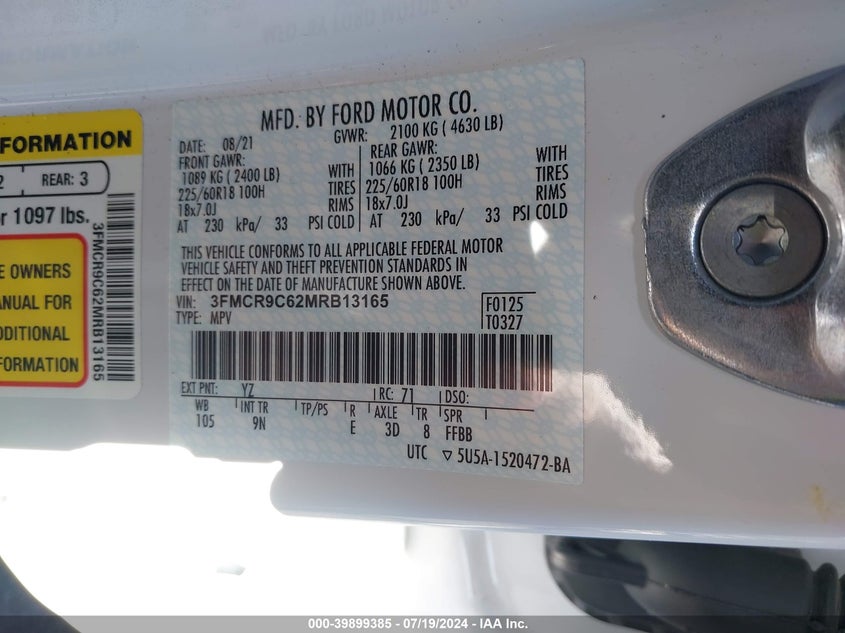 MFD. BY FORD MOTOR CO.
DATE: 08/21 GVWR: 2100 KG ( 4630 LB)
FRONT GAWR: REAR GAWR:
1089 KG ( 2400 LB) WITH 1066 KG ( 2350 LB) WITH
225/60R18 100H TIRES 225/60R18 100H TIRES
18x7.0J RIMS 18x7.0J RIMS
AT 230 kPa/ 33 PSI COLD AT 230 kPa/ 33 PSI COLD
THIS VEHICLE CONFORMS TO ALL APPLICABLE FEDERAL MOTOR
VEHICLE SAFETY AND THEFT PREVENTION STANDARDS IN
EFFECT ON THE DATE OF MANUFACTURE SHOWN ABOVE.
VIN: 3FMCR9C62MRB13165 F0125
TYPE: MPV T0327
EXT PNT: YZ RC: 71 DSO:
WB INT TR TP/PS R AXLE TR SPR
105 9N E 3D 8 FFBB
UTC ▽ 5U5A-1520472-BA
FORMATION
2 REAR: 3
r 1097 lbs.
E OWNERS
ANUAL FOR
DDITIONAL
FORMATION
3FMCR9C62MRB13165
000-39899385 / 07/19/2024 - IAA Inc.